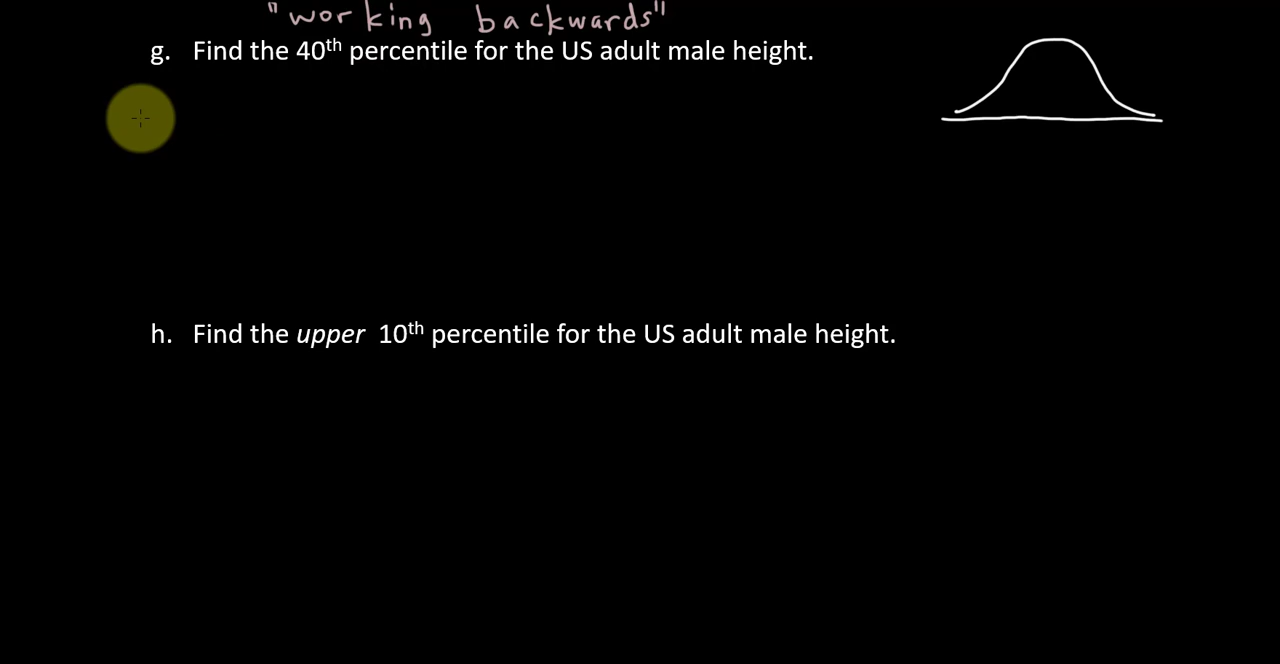 "working backwards"
g. Find the 40th percentile for the US adult male height.
h. Find the upper 10th percentile for the US adult male height.